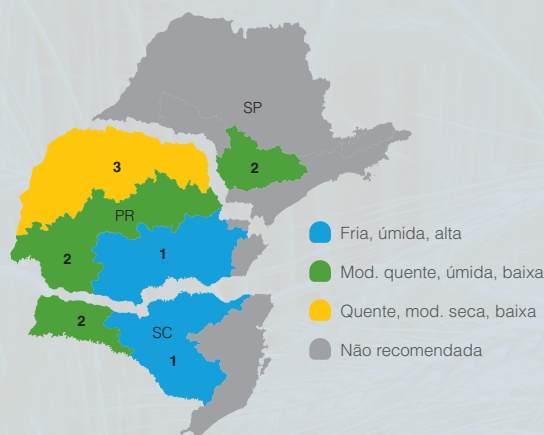 SP
3
2
PR
1
2
2
SC
1
Fria, úmida, alta
Mod. quente, úmida, baixa
Quente, mod. seca, baixa
Não recomendada